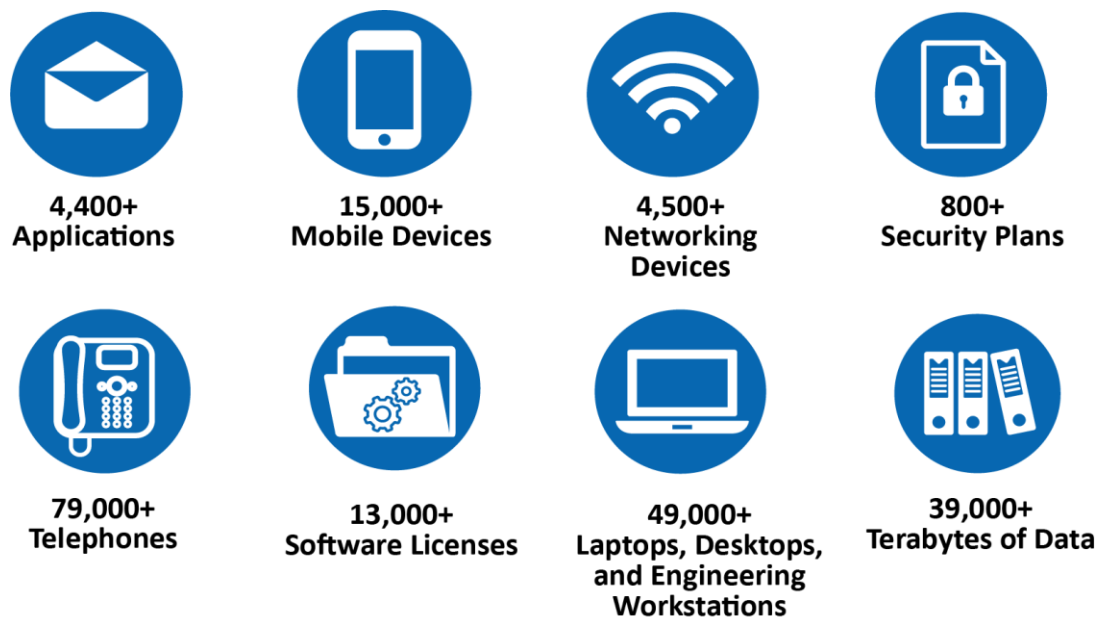 4,400+
Applications
15,000+
Mobile Devices
4,500+
Networking
Devices
800+
Security Plans
79,000+
Telephones
13,000+
Software Licenses
49,000+
Laptops, Desktops,
and Engineering
Workstations
39,000+
Terabytes of Data